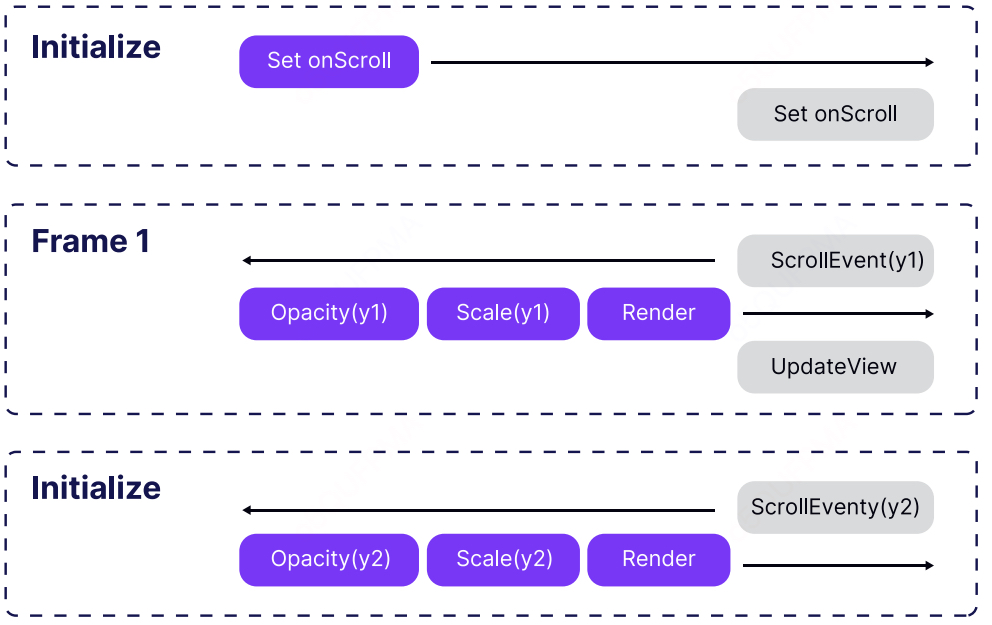 Initialize
Set onScroll
Set onScroll
Frame 1
ScrollEvent(y1)
Opacity(y1) Scale(y1) Render
UpdateView
Initialize
ScrollEventy(y2)
Opacity(y2) Scale(y2) Render